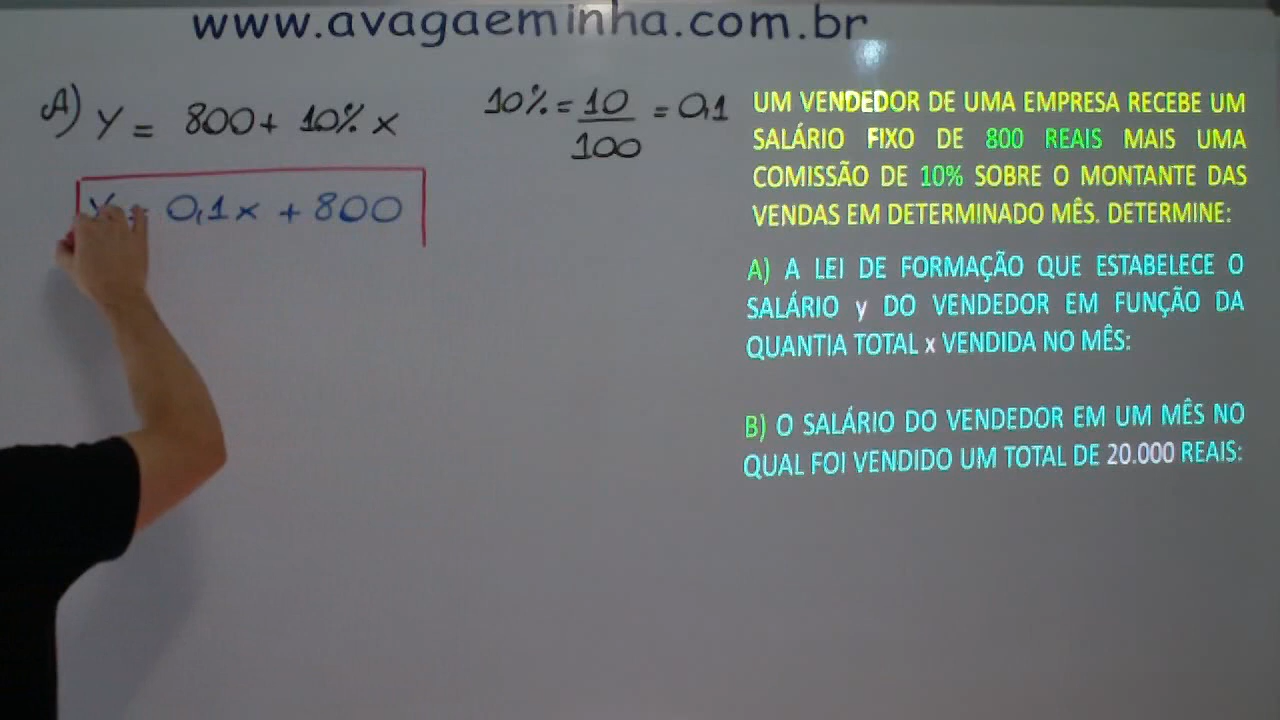 www.avagaeminha.com.br
A) y = 800 + 10% x
10% = 10/100 = 0,1
y = 0,1x + 800
UM VENDEDOR DE UMA EMPRESA RECEBE UM
SALÁRIO FIXO DE 800 REAIS MAIS UMA
COMISSÃO DE 10% SOBRE O MONTANTE DAS
VENDAS EM DETERMINADO MÊS. DETERMINE:
A) A LEI DE FORMAÇÃO QUE ESTABELECE O
SALÁRIO y DO VENDEDOR EM FUNÇÃO DA
QUANTIA TOTAL x VENDIDA NO MÊS:
B) O SALÁRIO DO VENDEDOR EM UM MÊS NO
QUAL FOI VENDIDO UM TOTAL DE 20.000 REAIS: